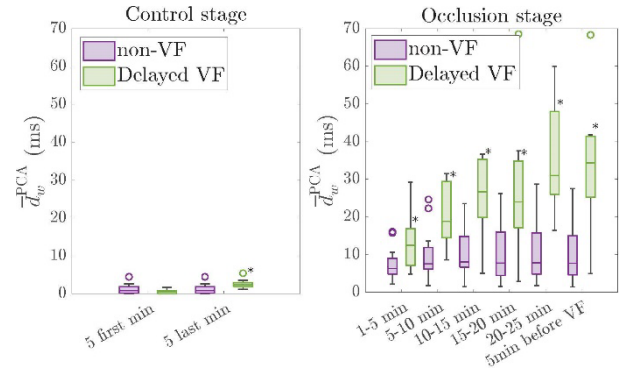 Control stage
70
60
50
40
30
20
10
0
d̄_w^PCA (ms)
non-VF
Delayed VF
*
5 first min
5 last min
Occlusion stage
70
60
50
40
30
20
10
0
d̄_w^PCA (ms)
non-VF
Delayed VF
*
*
*
*
*
*
1-5 min
5-10 min
10-15 min
15-20 min
20-25 min
5min before VF